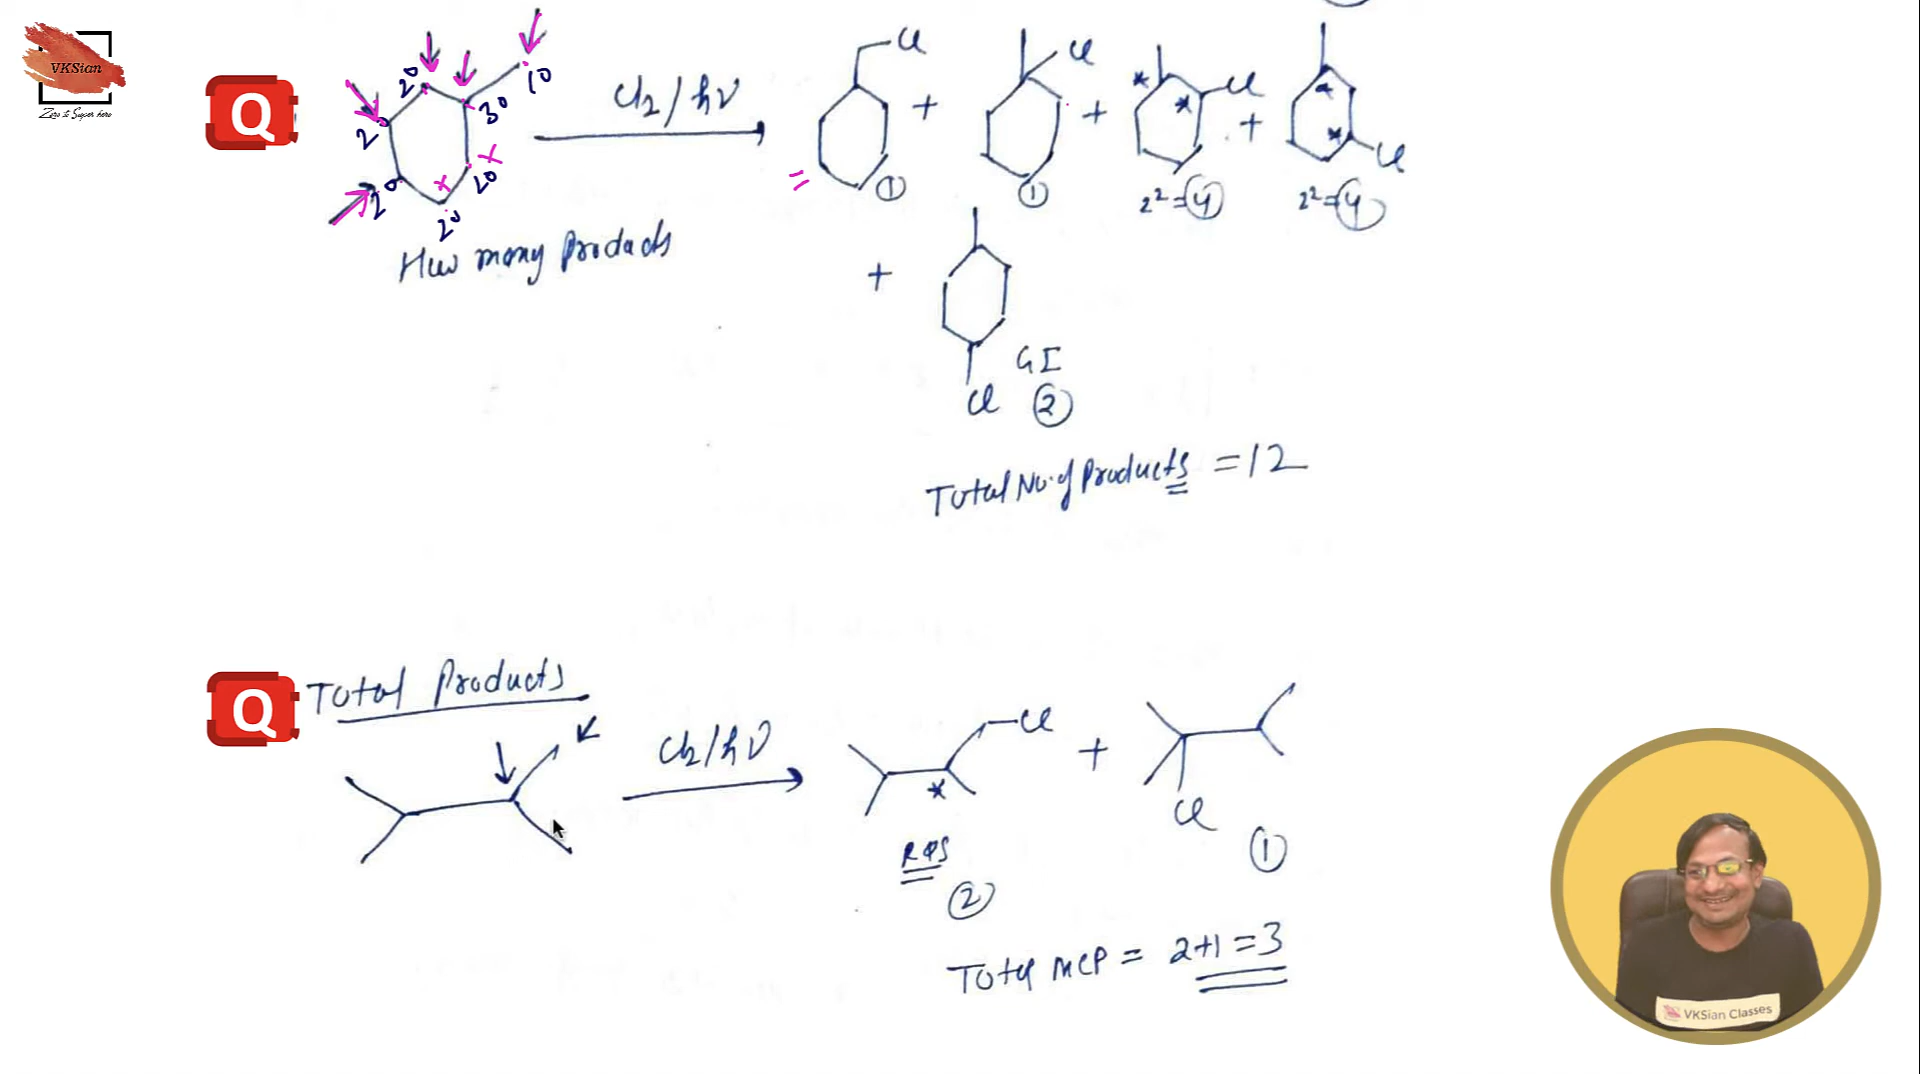 VKSian
Zero to Super hero
Q
2° 2° 3° 1° 2° 2° 2°
Cl2/hν
Cl + Cl + Cl + Cl
① ① 2²=④ 2²=④
How many Products
+
Cl GI ②
Total No. of Products = 12
Q Total Products
Cl2/hν
Cl + Cl
R & S
② ①
Total MCP = 2+1=3
VKSian Classes